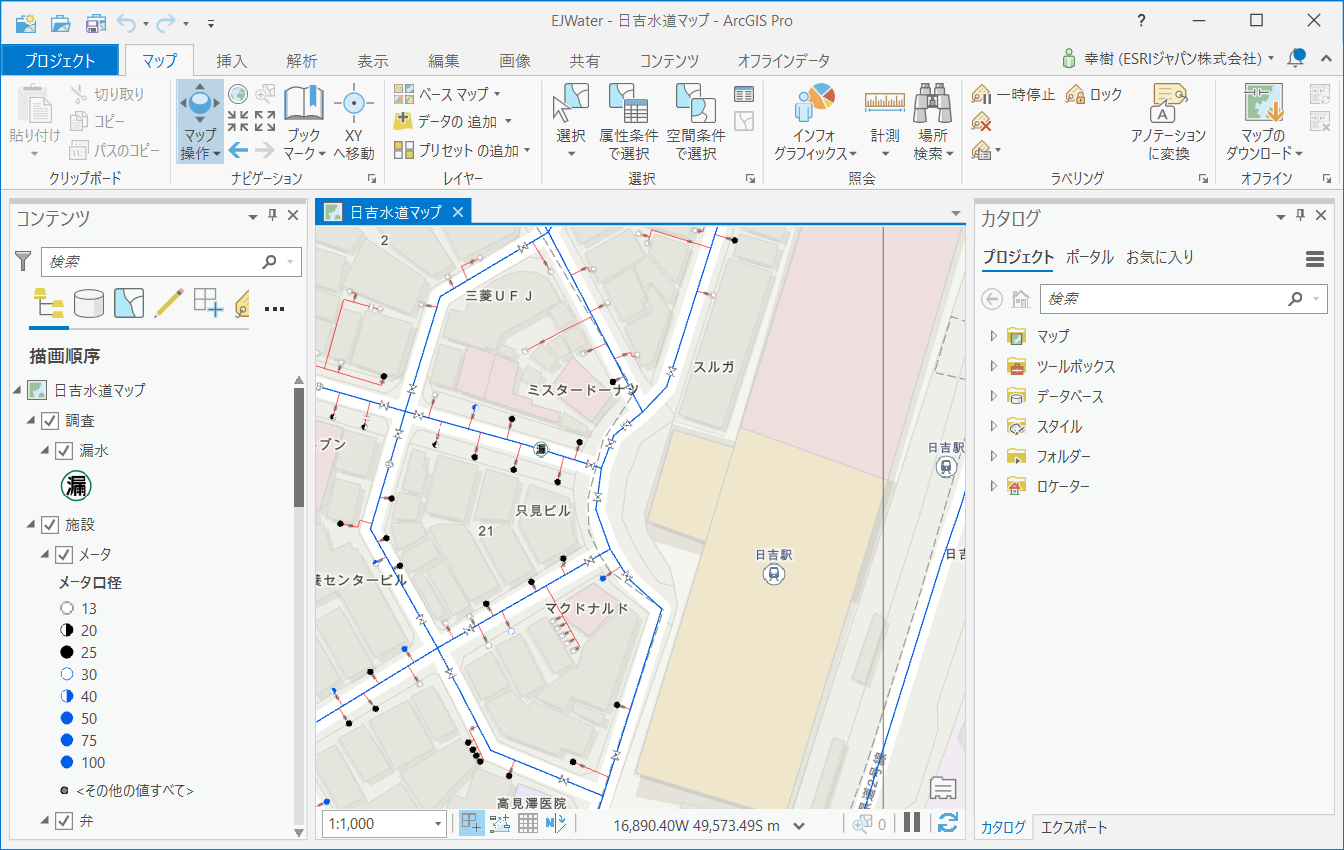 EJWater - 日吉水道マップ - ArcGIS Pro
?
プロジェクト マップ 挿入 解析 表示 編集 画像 共有 コンテンツ オフラインデータ 幸樹 (ESRIジャパン株式会社)
貼り付け 切り取り コピー パスのコピー
クリップボード
マップ操作 ブックマーク XY へ移動
ナビゲーション
ベース マップ
データの 追加
プリセット の追加
レイヤー
選択 属性条件で選択 空間条件で選択
選択
インフォグラフィックス 計測 場所検索
照会
一時停止 ロック アノテーションに変換
ラベリング
マップのダウンロード
オフライン
コンテンツ
検索
描画順序
日吉水道マップ
調査
漏水
漏
施設
メータ
メータ口径
13
20
25
30
40
50
75
100
<その他の値すべて>
弁
日吉水道マップ
2
三菱UFJ
スルガ
ミスタードーナツ
ブン
漏
日吉駅
只見ビル
21
日吉駅
日吉
養センタービル
マクドナルド
高見澤医院
道2号線
1:1,000
16,890.40W 49,573.49S m
0
カタログ
プロジェクト ポータル お気に入り
検索
マップ
ツールボックス
データベース
スタイル
フォルダー
ロケーター
カタログ エクスポート